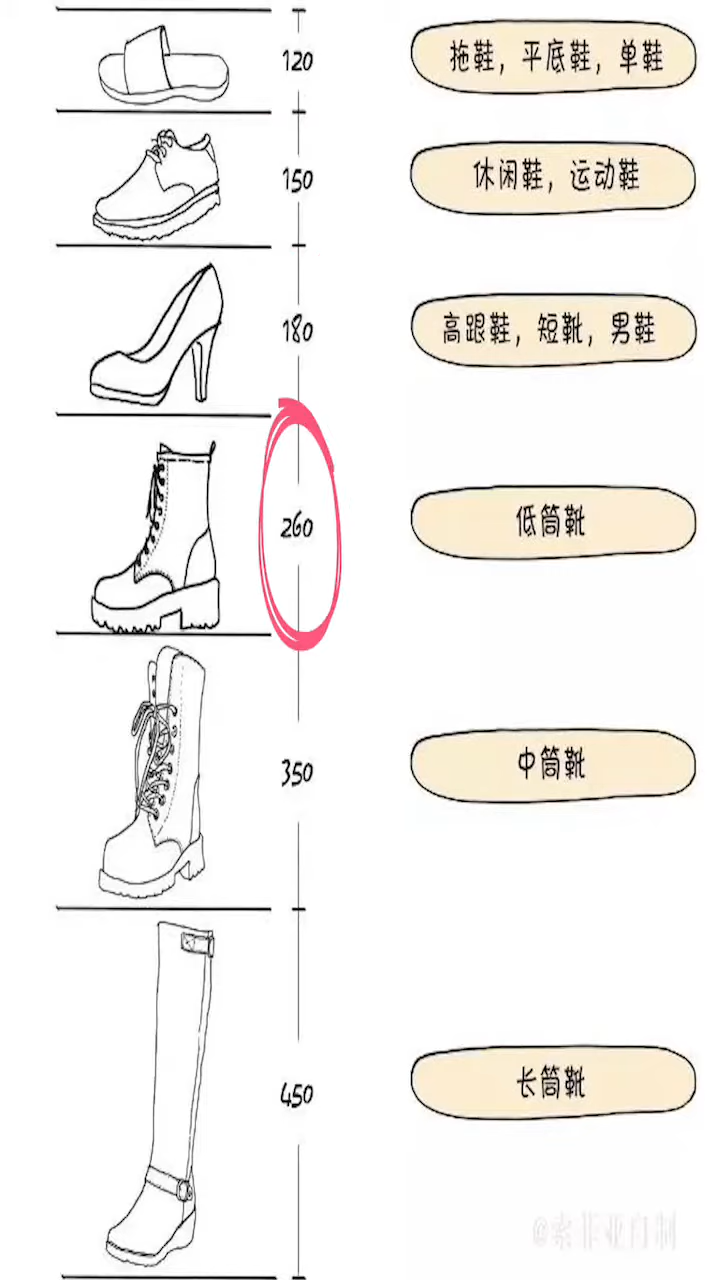 120
拖鞋，平底鞋，单鞋
150
休闲鞋，运动鞋
180
高跟鞋，短靴，男鞋
260
低筒靴
350
中筒靴
450
长筒靴
@索菲亚自制